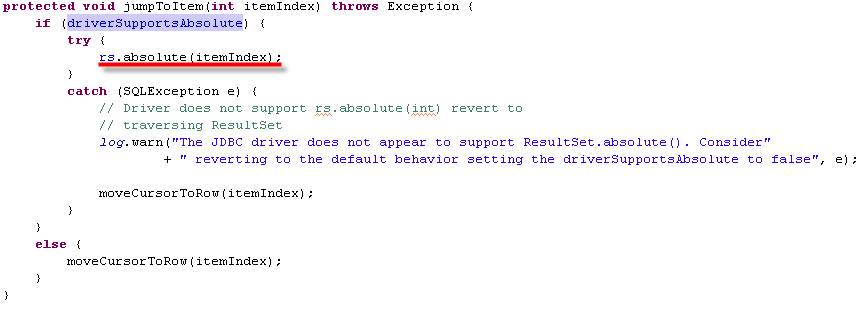 protected void jumpToItem(int itemIndex) throws Exception {
if (driverSupportsAbsolute) {
try {
rs.absolute(itemIndex);
}
catch (SQLException e) {
// Driver does not support rs.absolute(int) revert to
// traversing ResultSet
log.warn("The JDBC driver does not appear to support ResultSet.absolute(). Consider"
+ " reverting to the default behavior setting the driverSupportsAbsolute to false", e);
moveCursorToRow(itemIndex);
}
}
else {
moveCursorToRow(itemIndex);
}
}